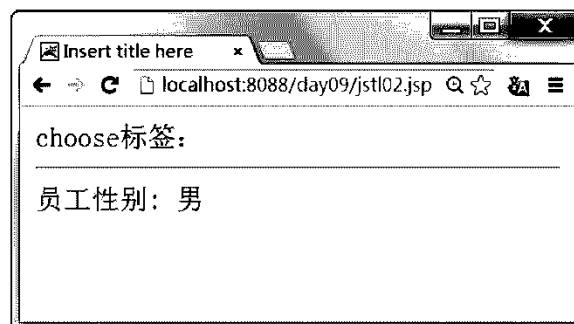 Insert title here
localhost:8088/day09/jstl02.jsp
choose标签：
员工性别: 男